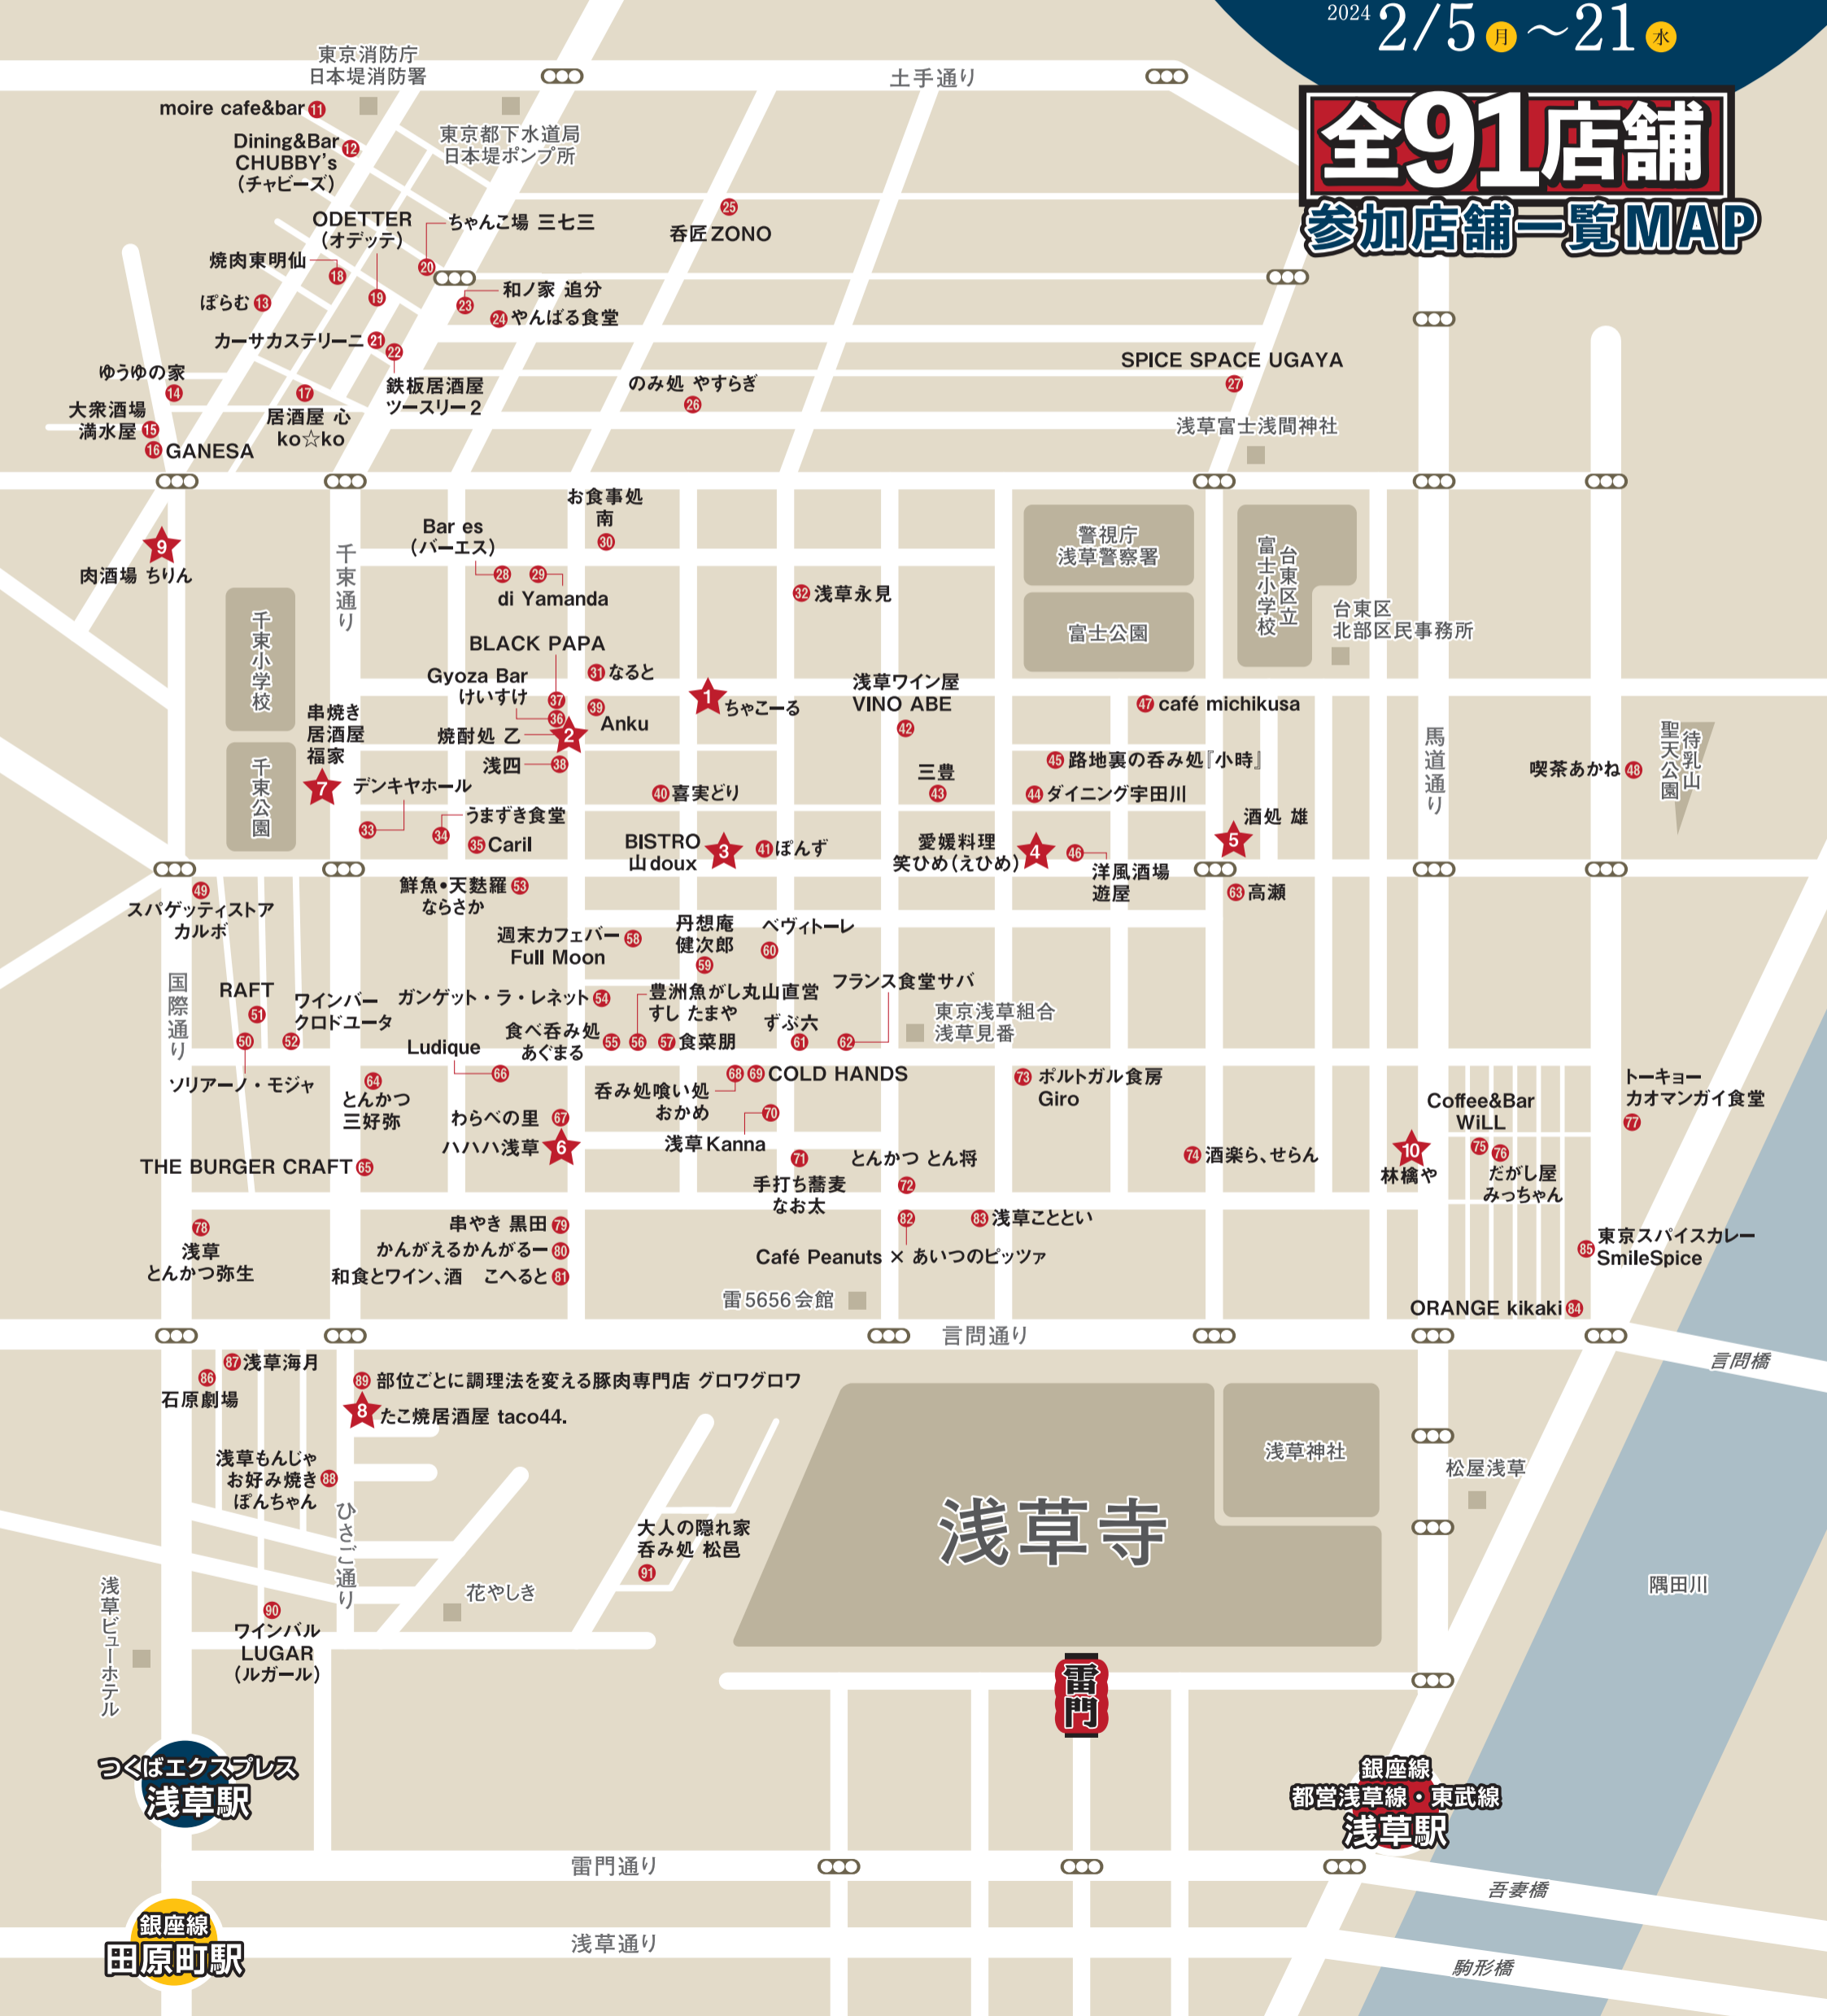 2024 2/5月〜21水
全91店舗
参加店舗一覧MAP
東京消防庁
日本堤消防署
土手通り
moire cafe&bar 11
東京都下水道局
日本堤ポンプ所
Dining&Bar
CHUBBY's
（チャビーズ）
12
ODETTER
（オデッテ）
19
ちゃんこ場 三七三
20
25
呑匠ZONO
焼肉東明仙
18
ぽらむ 13
和ノ家 追分
23
24 やんばる食堂
カーサカステリーニ 21
22
鉄板居酒屋
ツースリー2
ゆうゆの家
14
大衆酒場
満水屋 15
16 GANESA
17
居酒屋 心
ko☆ko
のみ処 やすらぎ
26
SPICE SPACE UGAYA
27
浅草富士浅間神社
9
肉酒場 ちりん
千束通り
千束小学校
千束公園
Bar es
（バーエス）
28
29
di Yamanda
お食事処
南
30
32 浅草永見
警視庁
浅草警察署
富士公園
台東区立
富士小学校
台東区
北部区民事務所
BLACK PAPA
37
31 なると
Gyoza Bar
けいすけ
36
39
Anku
焼酎処 乙
2
浅四
38
1
ちゃこーる
浅草ワイン屋
VINO ABE
42
47 café michikusa
串焼き
居酒屋
福家
7
デンキヤホール
33
うまずき食堂
34
35 Caril
40 喜実どり
三豊
43
45 路地裏の呑み処『小時』
44 ダイニング宇田川
馬道通り
喫茶あかね 48
待乳山
聖天公園
BISTRO
山doux
3
41 ぽんず
愛媛料理
笑ひめ（えひめ）
4
46
洋風酒場
遊屋
酒処 雄
5
63 高瀬
49
スパゲッティストア
カルボ
鮮魚•天麩羅 53
ならさか
週末カフェバー 58
Full Moon
丹想庵
健次郎
59
ベヴィトーレ
60
国際通り
RAFT
51
50
ソリアーノ・モジャ
ワインバー
クロドユータ
52
ガンゲット・ラ・レネット 54
豊洲魚がし丸山直営
すし たまや
56
食べ呑み処
あぐまる
55
57 食菜朋
ずぶ六
61
フランス食堂サバ
62
東京浅草組合
浅草見番
Ludique
66
64
とんかつ
三好弥
呑み処喰い処
おかめ
68
69 COLD HANDS
73 ポルトガル食房
Giro
わらべの里 67
ハハハ浅草 6
浅草Kanna
70
THE BURGER CRAFT 65
71
手打ち蕎麦
なお太
とんかつ とん将
72
74 酒楽ら、せらん
10
林檎や
Coffee&Bar
WiLL
75
76
だがし屋
みっちゃん
トーキョー
カオマンガイ食堂
77
78
浅草
とんかつ弥生
串やき 黒田 79
かんがえるかんがるー 80
和食とワイン、酒　こへると 81
82
Café Peanuts × あいつのピッツァ
83 浅草こととい
85 東京スパイスカレー
SmileSpice
雷5656会館
ORANGE kikaki 84
言問通り
言問橋
87 浅草海月
86
石原劇場
89 部位ごとに調理法を変える豚肉専門店 グロワグロワ
8 たこ焼居酒屋 taco44.
浅草もんじゃ
お好み焼き 88
ぽんちゃん
ひさご通り
大人の隠れ家
呑み処 松邑
91
浅草寺
浅草神社
松屋浅草
隅田川
花やしき
浅草ビューホテル
90
ワインバル
LUGAR
（ルガール）
雷門
つくばエクスプレス
浅草駅
銀座線
都営浅草線・東武線
浅草駅
雷門通り
吾妻橋
銀座線
田原町駅
浅草通り
駒形橋